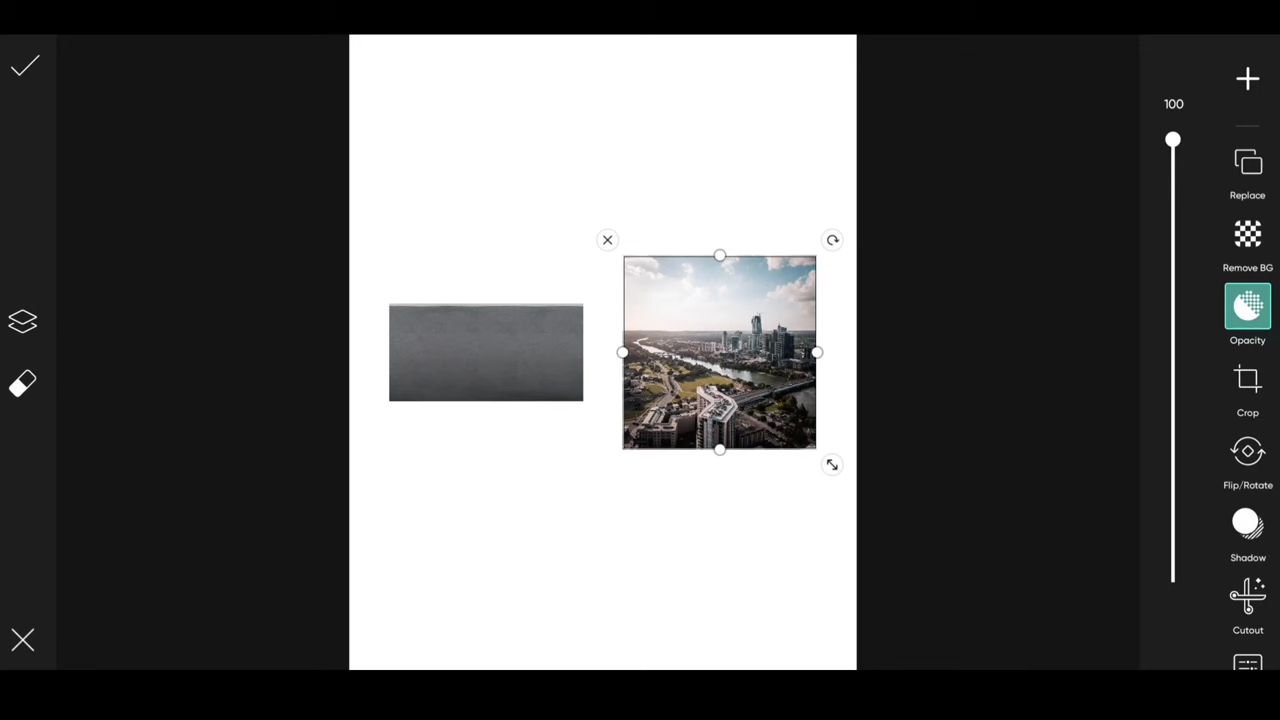 100
Replace
Remove BG
Opacity
Crop
Flip/Rotate
Shadow
Cutout